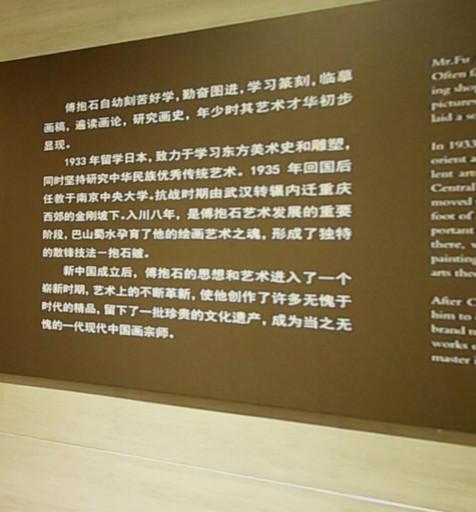 傅抱石自幼刻苦好学，勤奋图进，学习篆刻，临摹
画稿，遍读画论，研究画史，年少时其艺术才华初步
显现。
1933 年留学日本，致力于学习东方美术史和雕塑，
同时坚持研究中华民族优秀传统艺术。1935 年回国后
任教于南京中央大学。抗战时期由武汉转辗内迁重庆
西郊的金刚坡下。入川八年，是傅抱石艺术发展的重要
阶段，巴山蜀水孕育了他的绘画艺术之魂，形成了独特
的散锋技法一抱石皴。
新中国成立后，傅抱石的思想和艺术进入了一个
崭新时期，艺术上的不断革新，使他创作了许多无愧于
时代的精品，留下了一批珍贵的文化遗产，成为当之无
愧的一代现代中国画宗师。
Mr.Fu
Often
ing sho
picture
laid a s
In 1933
orient a
lent art
Central
moved
foot of
portant
there,
painting
arts tho
After C
him to
brand n
works o
master i